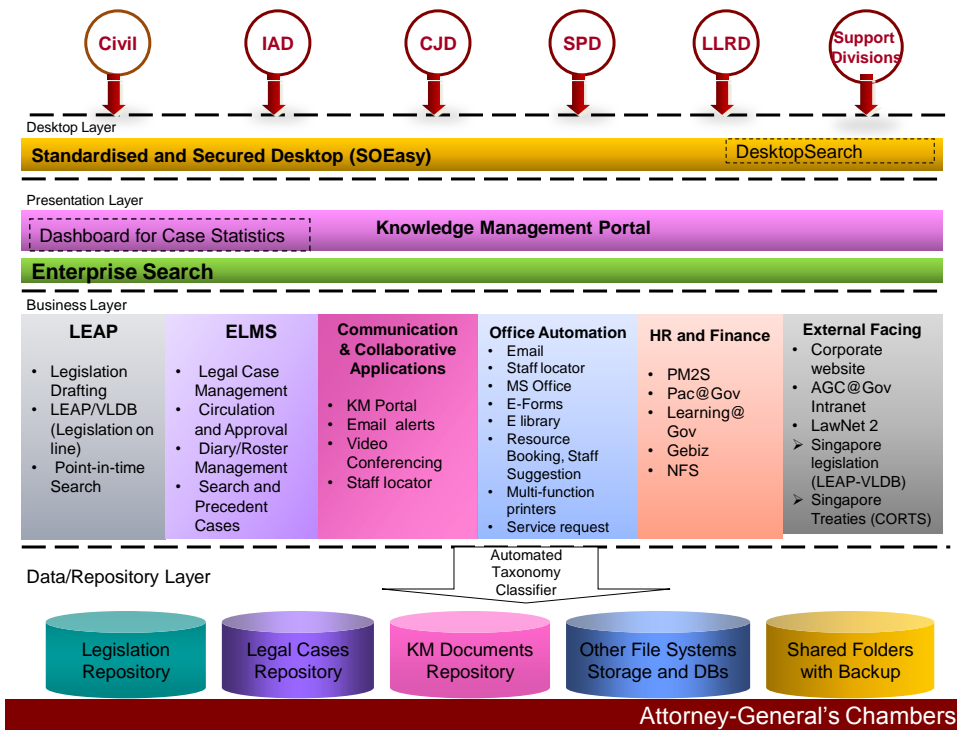 Civil
IAD
CJD
SPD
LLRD
Support
Divisions
Desktop Layer
Standardised and Secured Desktop (SOEasy)
DesktopSearch
Presentation Layer
Knowledge Management Portal
Dashboard for Case Statistics
Enterprise Search
Business Layer
LEAP
• Legislation
Drafting
• LEAP/VLDB
(Legislation on
line)
• Point-in-time
Search
ELMS
• Legal Case
Management
• Circulation
and Approval
• Diary/Roster
Management
• Search and
Precedent
Cases
Communication
& Collaborative
Applications
• KM Portal
• Email alerts
• Video
Conferencing
• Staff locator
Office Automation
• Email
• Staff locator
• MS Office
• E-Forms
• E library
• Resource
Booking, Staff
Suggestion
• Multi-function
printers
• Service request
HR and Finance
• PM2S
• Pac@Gov
• Learning@
Gov
• Gebiz
• NFS
External Facing
• Corporate
website
• AGC@Gov
Intranet
• LawNet 2
➢ Singapore
legislation
(LEAP-VLDB)
➢ Singapore
Treaties (CORTS)
Automated
Taxonomy
Classifier
Data/Repository Layer
Legislation
Repository
Legal Cases
Repository
KM Documents
Repository
Other File Systems
Storage and DBs
Shared Folders
with Backup
Attorney-General's Chambers